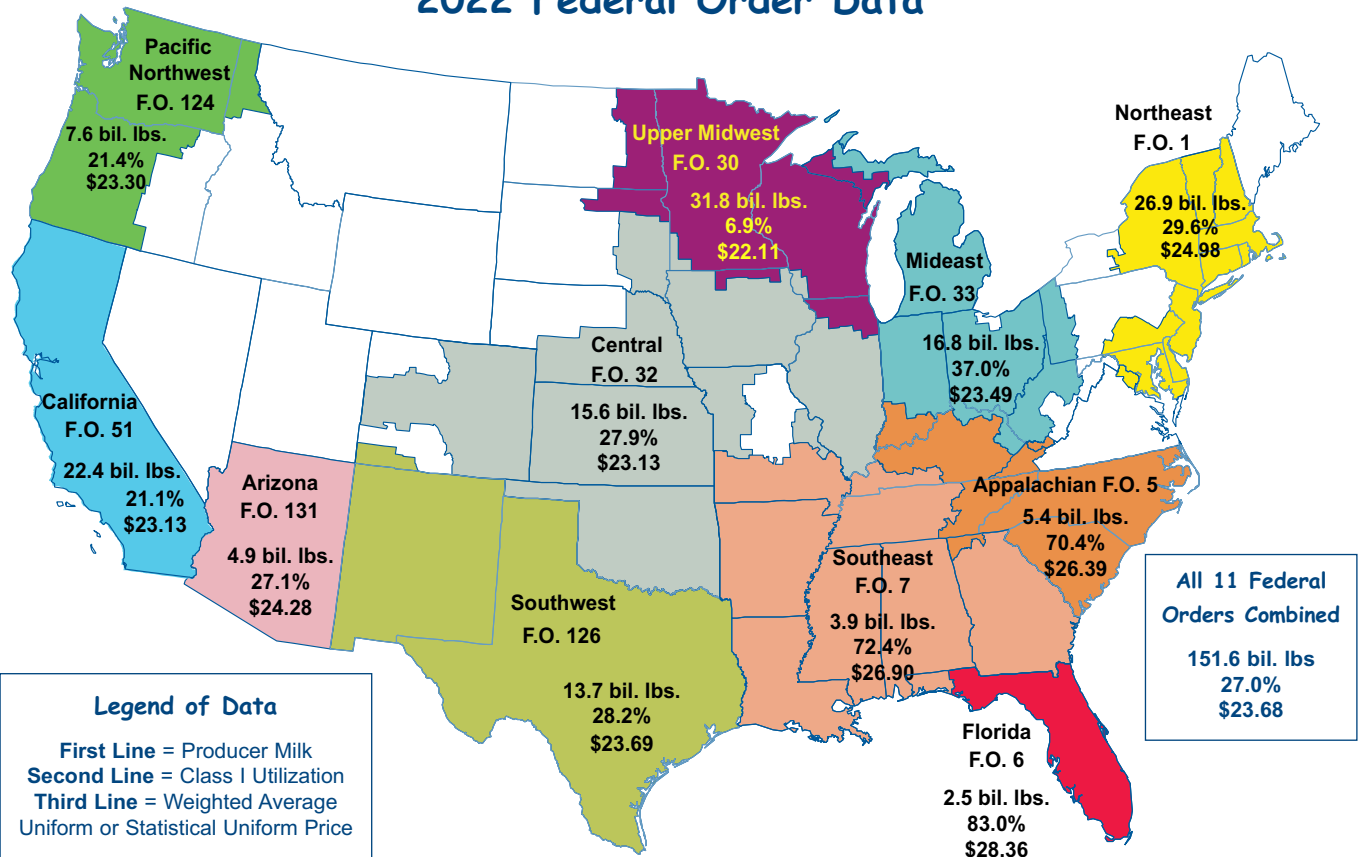 2022 Federal Order Data
Pacific
Northwest
F.O. 124
7.6 bil. lbs.
21.4%
$23.30
Upper Midwest
F.O. 30
31.8 bil. lbs.
6.9%
$22.11
Northeast
F.O. 1
26.9 bil. lbs.
29.6%
$24.98
Mideast
F.O. 33
16.8 bil. lbs.
37.0%
$23.49
Central
F.O. 32
15.6 bil. lbs.
27.9%
$23.13
California
F.O. 51
22.4 bil. lbs.
21.1%
$23.13
Arizona
F.O. 131
4.9 bil. lbs.
27.1%
$24.28
Appalachian F.O. 5
5.4 bil. lbs.
70.4%
$26.39
Southeast
F.O. 7
3.9 bil. lbs.
72.4%
$26.90
Southwest
F.O. 126
13.7 bil. lbs.
28.2%
$23.69
All 11 Federal
Orders Combined
151.6 bil. lbs
27.0%
$23.68
Florida
F.O. 6
2.5 bil. lbs.
83.0%
$28.36
Legend of Data
First Line = Producer Milk
Second Line = Class I Utilization
Third Line = Weighted Average
Uniform or Statistical Uniform Price